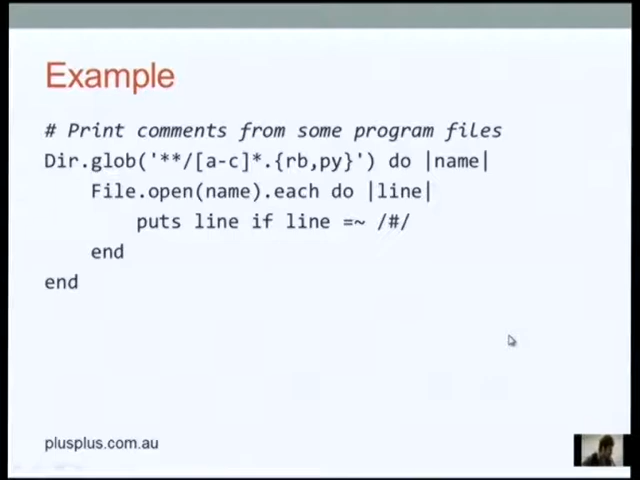 Example
# Print comments from some program files
Dir.glob('**/[a-c]*.{rb,py}') do |name|
File.open(name).each do |line|
puts line if line =~ /#/
end
end
plusplus.com.au